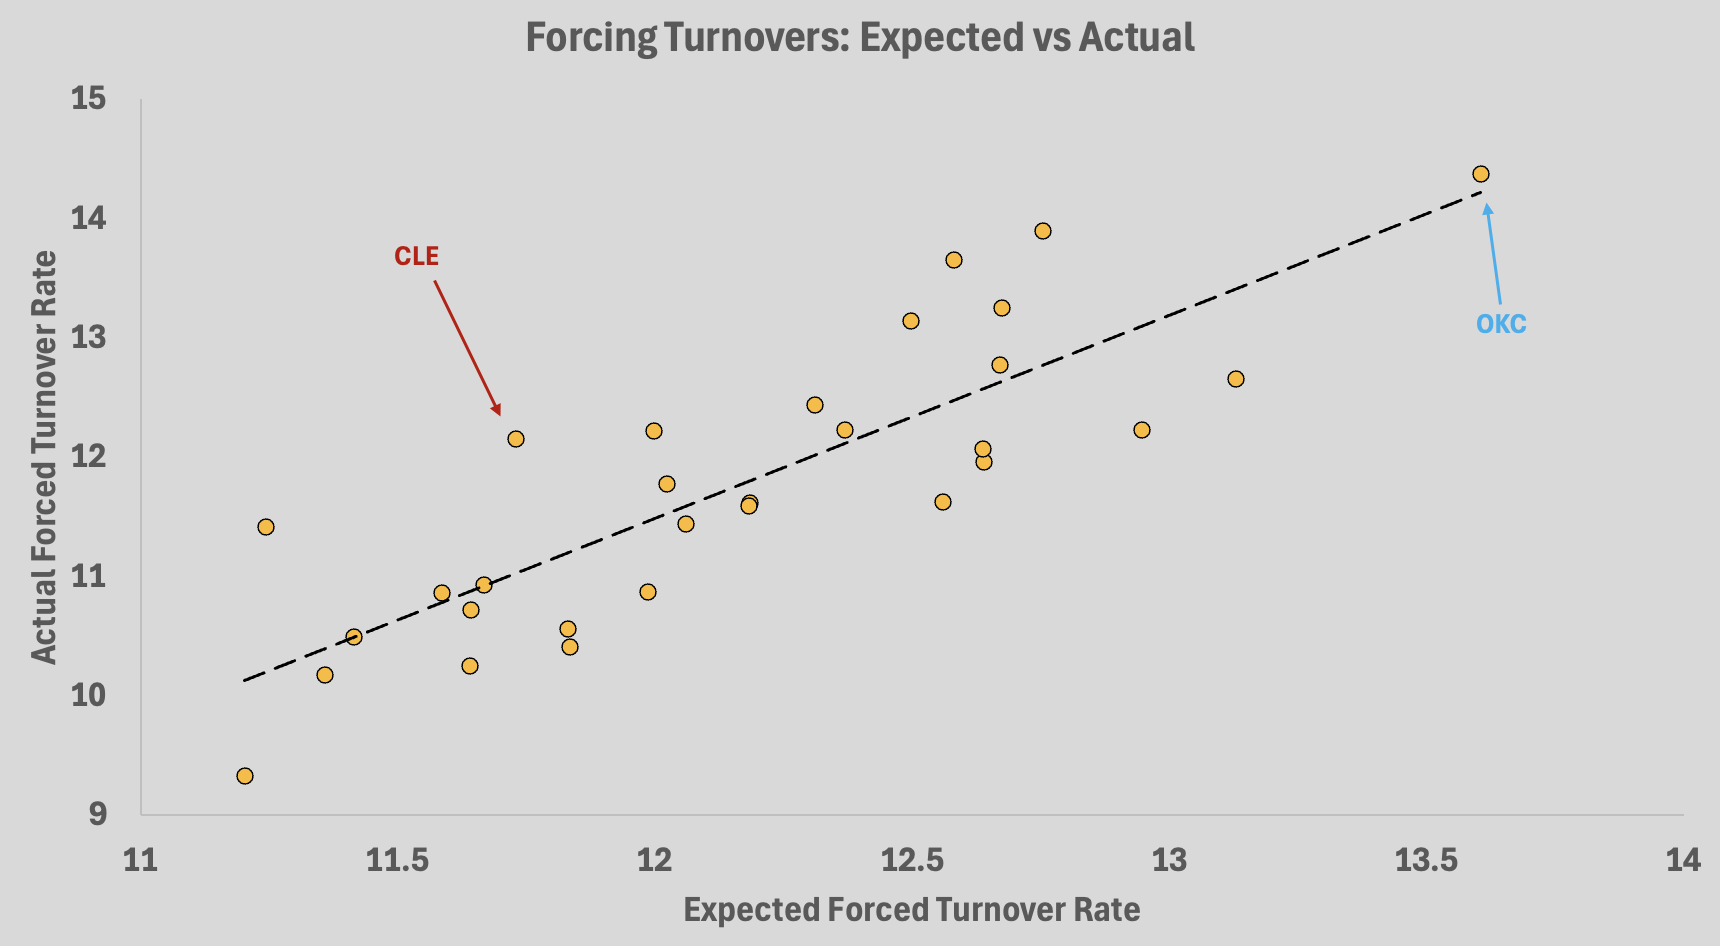 Forcing Turnovers: Expected vs Actual
15
14
13
12
11
10
9
Actual Forced Turnover Rate
CLE
OKC
11 11.5 12 12.5 13 13.5 14
Expected Forced Turnover Rate